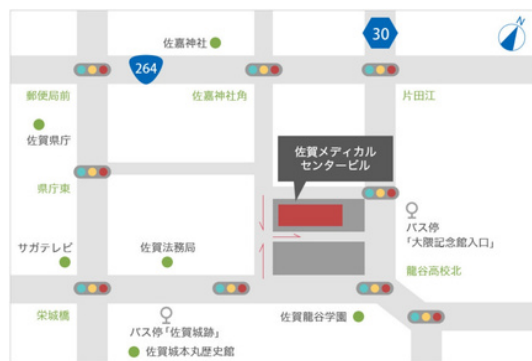 佐嘉神社
30
264
郵便局前
佐嘉神社角
片田江
佐賀県庁
佐賀メディカル
センタービル
県庁東
バス停
「大隈記念館入口」
サガテレビ
佐賀法務局
龍谷高校北
栄城橋
バス停「佐賀城跡」
佐賀龍谷学園
佐賀城本丸歴史館